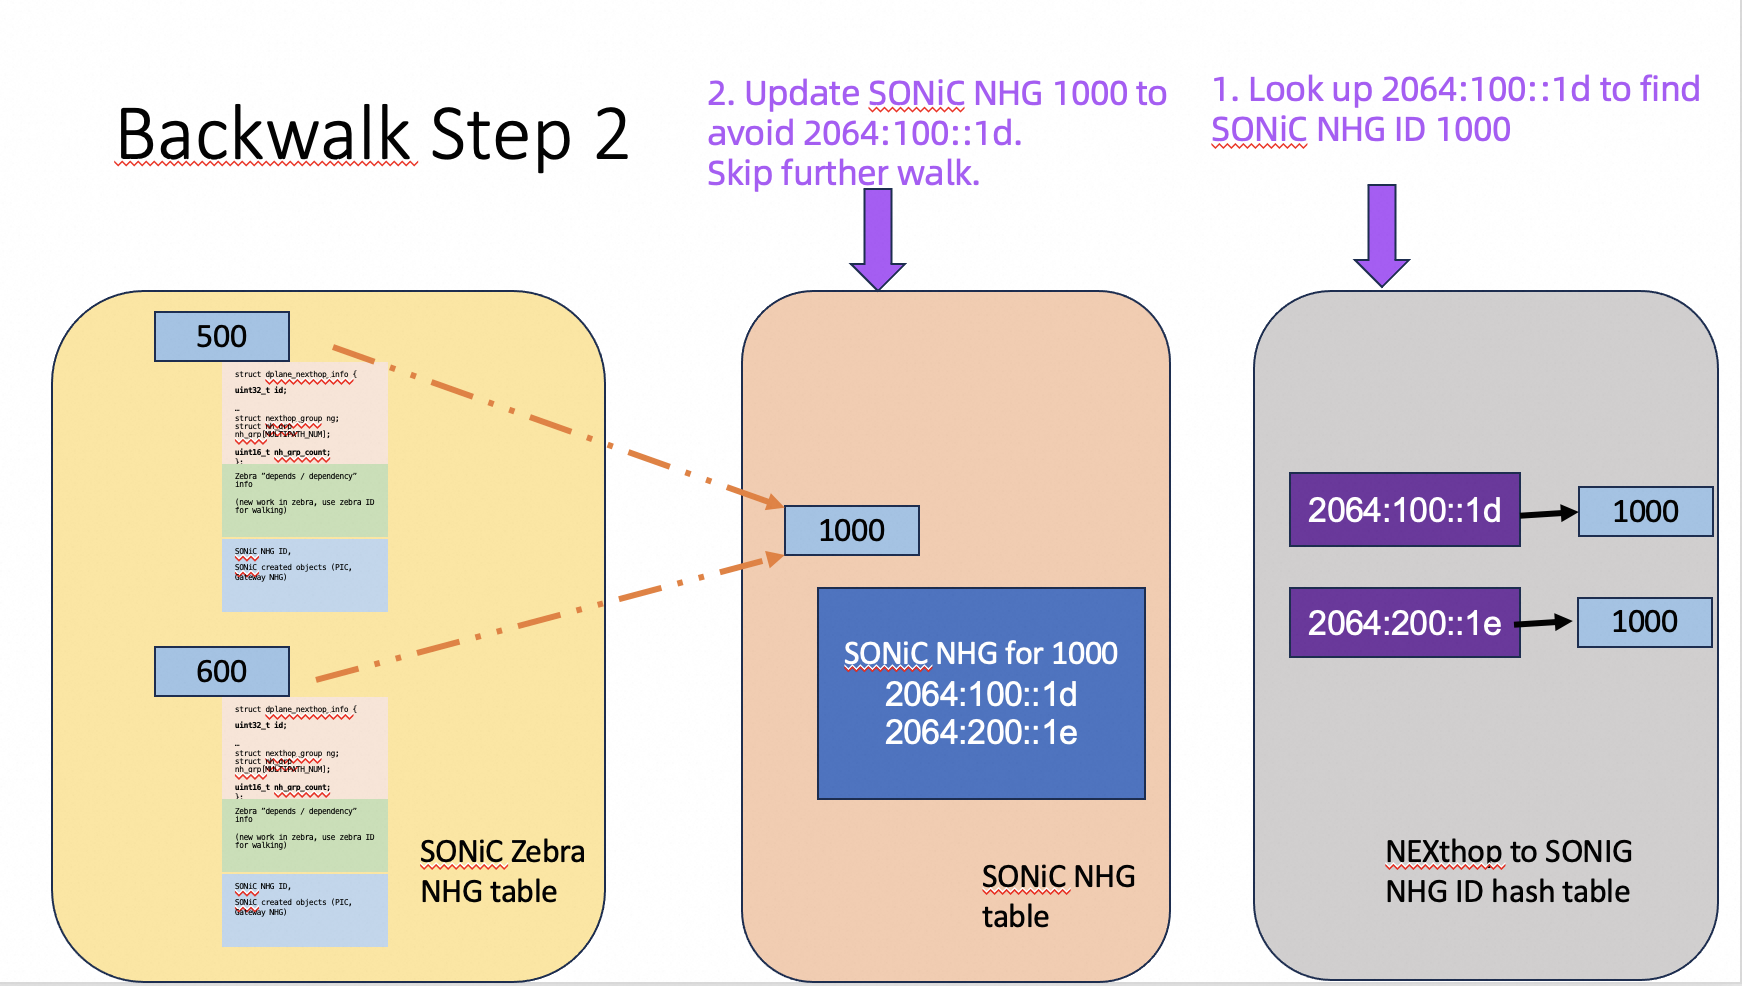 Backwalk Step 2
2. Update SONiC NHG 1000 to
avoid 2064:100::1d.
Skip further walk.
1. Look up 2064:100::1d to find
SONiC NHG ID 1000
500
struct dplane_nexthop_info {
uint32_t id;
…
struct nexthop_group ng;
struct nh_grp
nh_grp[MULTIPATH_NUM];
uint16_t nh_grp_count;
};
Zebra "depends / dependency"
info
(new work in zebra, use zebra ID
for walking)
SONiC NHG ID,
SONiC created objects (PIC,
Gateway NHG)
600
struct dplane_nexthop_info {
uint32_t id;
…
struct nexthop_group ng;
struct nh_grp
nh_grp[MULTIPATH_NUM];
uint16_t nh_grp_count;
};
Zebra "depends / dependency"
info
(new work in zebra, use zebra ID
for walking)
SONiC NHG ID,
SONiC created objects (PIC,
Gateway NHG)
SONiC Zebra
NHG table
1000
SONiC NHG for 1000
2064:100::1d
2064:200::1e
SONiC NHG
table
2064:100::1d
1000
2064:200::1e
1000
NEXthop to SONIG
NHG ID hash table